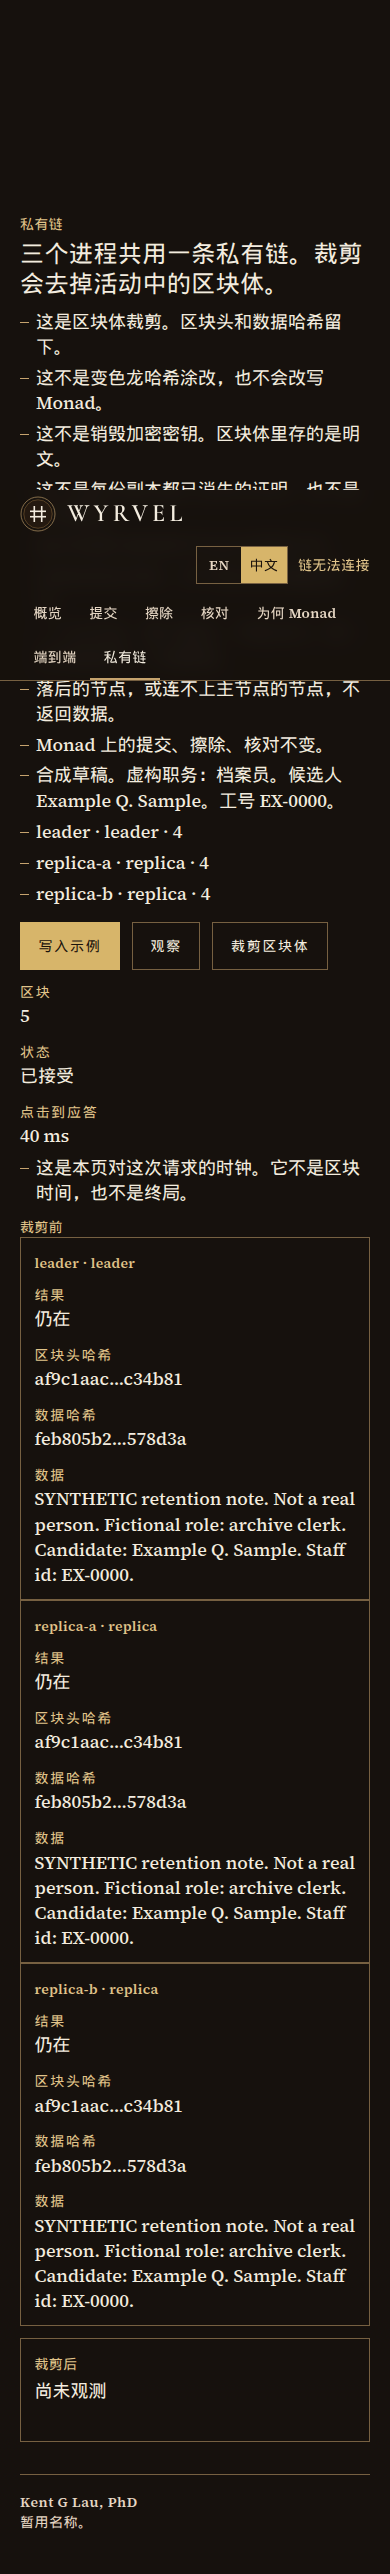 私有链
三个进程共用一条私有链。裁剪
会去掉活动中的区块体。
– 这是区块体裁剪。区块头和数据哈希留
下。
– 这不是变色龙哈希涂改，也不会改写
Monad。
– 这不是销毁加密密钥。区块体里存的是明
文。
这不是每份副本都已消失的证明，也不是
WYRVEL
EN 中文 链无法连接
概览 提交 擦除 核对 为何 Monad
端到端 私有链
– 落后的节点，或连不上主节点的节点，不
返回数据。
– Monad 上的提交、擦除、核对不变。
– 合成草稿。虚构职务：档案员。候选人
Example Q. Sample。工号 EX-0000。
– leader · leader · 4
– replica-a · replica · 4
– replica-b · replica · 4
写入示例 观察 裁剪区块体
区块
5
状态
已接受
点击到应答
40 ms
– 这是本页对这次请求的时钟。它不是区块
时间，也不是终局。
裁剪前
leader · leader
结果
仍在
区块头哈希
af9c1aac…c34b81
数据哈希
feb805b2…578d3a
数据
SYNTHETIC retention note. Not a real
person. Fictional role: archive clerk.
Candidate: Example Q. Sample. Staff
id: EX-0000.
replica-a · replica
结果
仍在
区块头哈希
af9c1aac…c34b81
数据哈希
feb805b2…578d3a
数据
SYNTHETIC retention note. Not a real
person. Fictional role: archive clerk.
Candidate: Example Q. Sample. Staff
id: EX-0000.
replica-b · replica
结果
仍在
区块头哈希
af9c1aac…c34b81
数据哈希
feb805b2…578d3a
数据
SYNTHETIC retention note. Not a real
person. Fictional role: archive clerk.
Candidate: Example Q. Sample. Staff
id: EX-0000.
裁剪后
尚未观测
Kent G Lau, PhD
暂用名称。